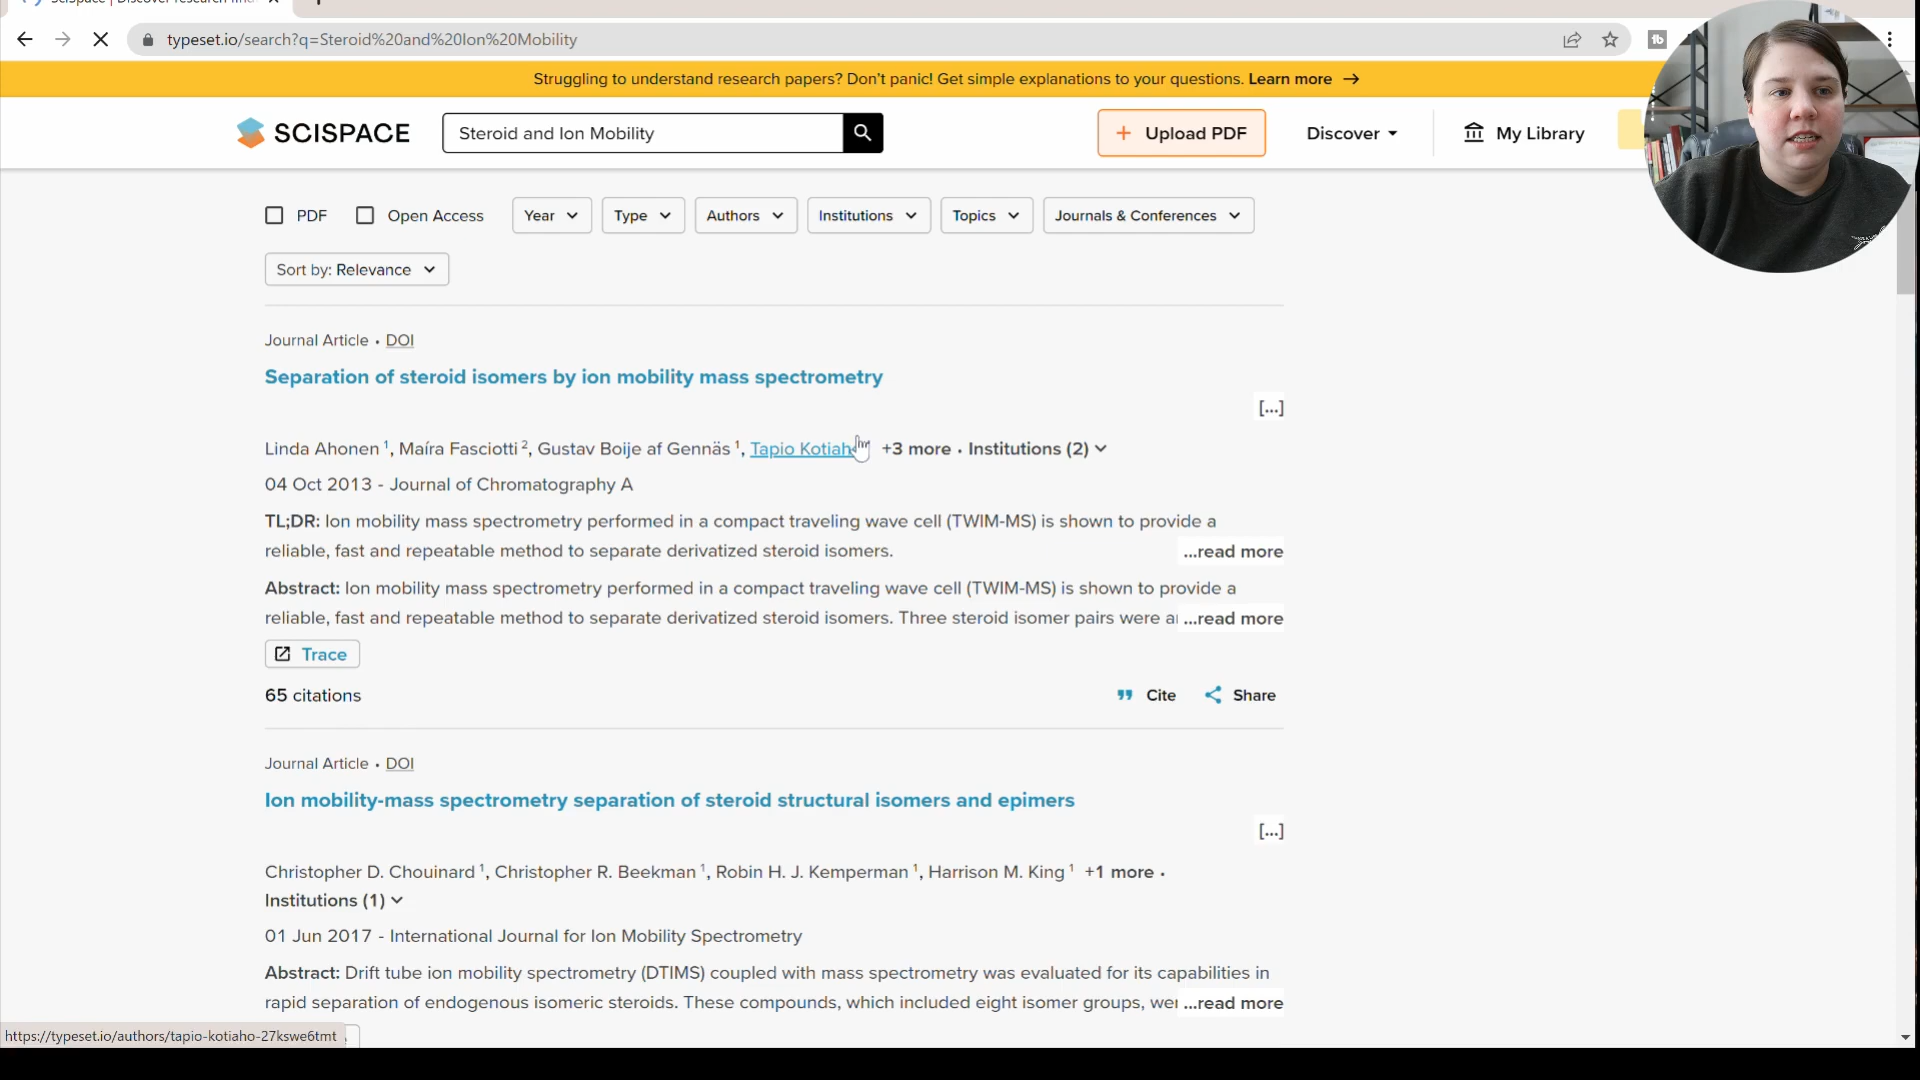 typeset.io/search?q=Steroid%20and%20Ion%20Mobility
Struggling to understand research papers? Don't panic! Get simple explanations to your questions. Learn more →
SCISPACE
Steroid and Ion Mobility
+ Upload PDF
Discover
My Library
PDF
Open Access
Year
Type
Authors
Institutions
Topics
Journals & Conferences
Sort by: Relevance
Journal Article • DOI
Separation of steroid isomers by ion mobility mass spectrometry
[...]
Linda Ahonen 1, Maíra Fasciotti 2, Gustav Boije af Gennäs 1, Tapio Kotiah +3 more • Institutions (2)
04 Oct 2013 - Journal of Chromatography A
TL;DR: Ion mobility mass spectrometry performed in a compact traveling wave cell (TWIM-MS) is shown to provide a
reliable, fast and repeatable method to separate derivatized steroid isomers. ...read more
Abstract: Ion mobility mass spectrometry performed in a compact traveling wave cell (TWIM-MS) is shown to provide a
reliable, fast and repeatable method to separate derivatized steroid isomers. Three steroid isomer pairs were a ...read more
Trace
65 citations
Cite
Share
Journal Article • DOI
Ion mobility-mass spectrometry separation of steroid structural isomers and epimers
[...]
Christopher D. Chouinard 1, Christopher R. Beekman 1, Robin H. J. Kemperman 1, Harrison M. King 1 +1 more •
Institutions (1)
01 Jun 2017 - International Journal for Ion Mobility Spectrometry
Abstract: Drift tube ion mobility spectrometry (DTIMS) coupled with mass spectrometry was evaluated for its capabilities in
rapid separation of endogenous isomeric steroids. These compounds, which included eight isomer groups, wer ...read more
https://typeset.io/authors/tapio-kotiaho-27kswe6tmt